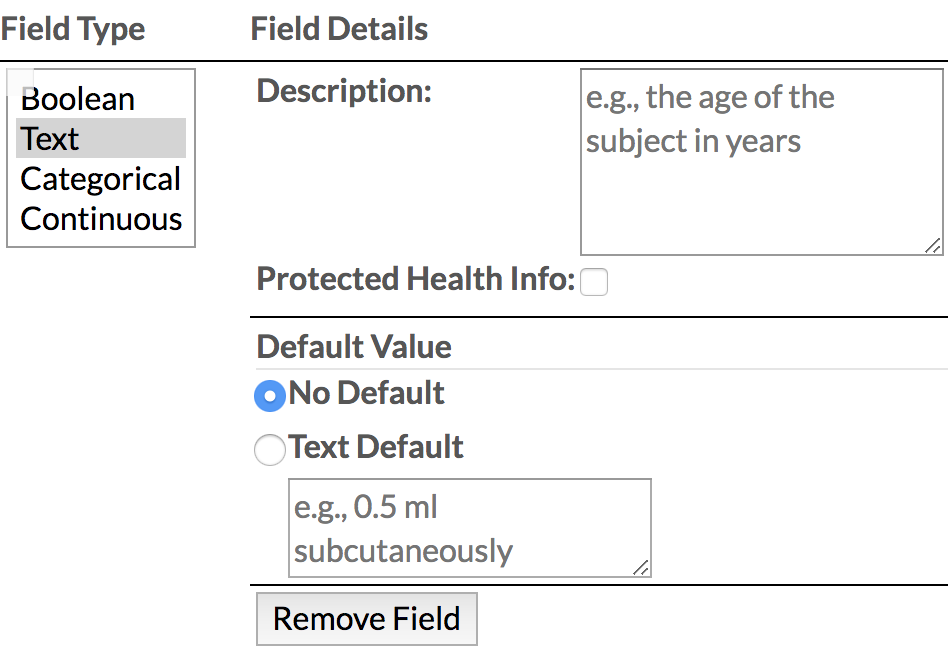 Field Type
Field Details
Boolean
Text
Categorical
Continuous
Description:
e.g., the age of the
subject in years
Protected Health Info:
Default Value
No Default
Text Default
e.g., 0.5 ml
subcutaneously
Remove Field